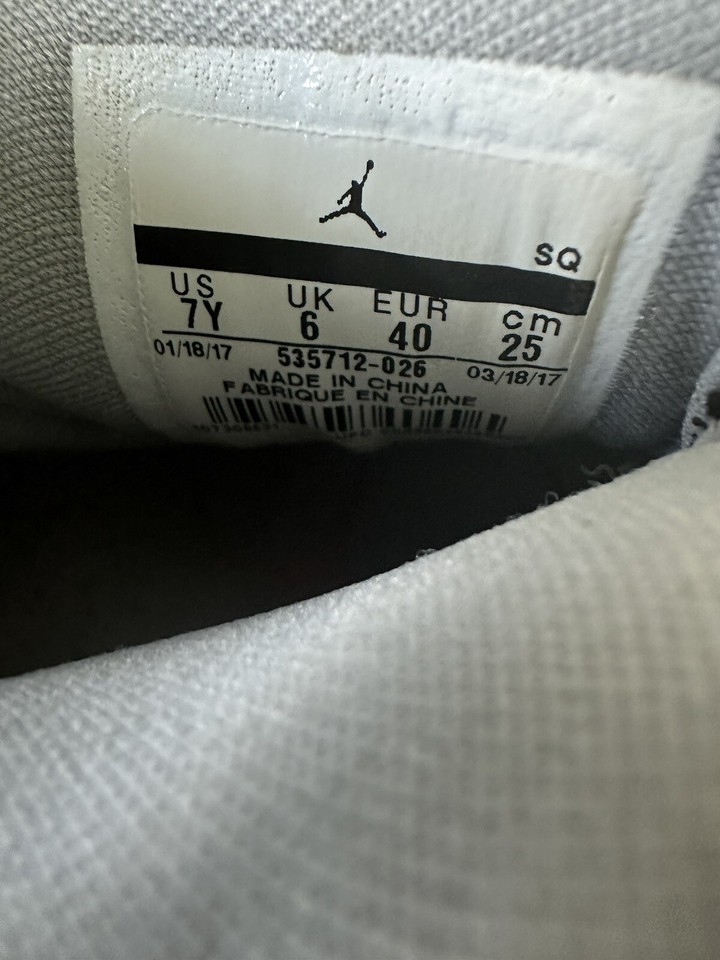 SQ
US UK EUR cm
7Y 6 40 25
01/18/17 535712-026 03/18/17
MADE IN CHINA
FABRIQUE EN CHINE